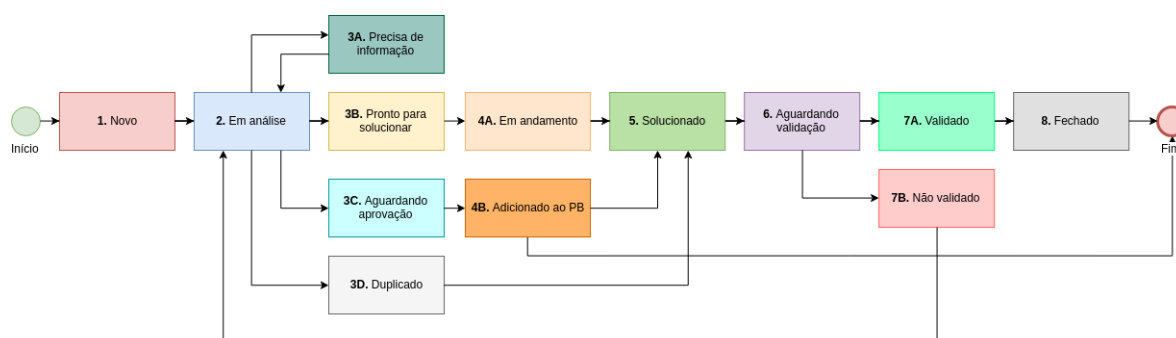 3A. Precisa de
informação
Início
1. Novo
2. Em análise
3B. Pronto para
solucionar
4A. Em andamento
5. Solucionado
6. Aguardando
validação
7A. Validado
8. Fechado
Fim
3C. Aguardando
aprovação
4B. Adicionado ao PB
7B. Não validado
3D. Duplicado